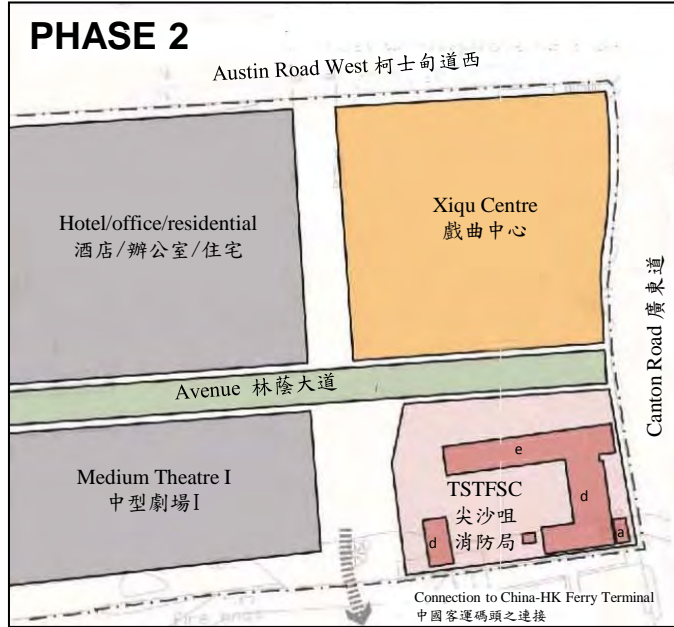 PHASE 2
Austin Road West 柯士甸道西
Hotel/office/residential
酒店/辦公室/住宅
Xiqu Centre
戲曲中心
Canton Road 廣東道
Avenue 林蔭大道
Medium Theatre I
中型劇場I
e
TSTFSC
尖沙咀
消防局
d
d
a
Connection to China-HK Ferry Terminal
中國客運碼頭之連接